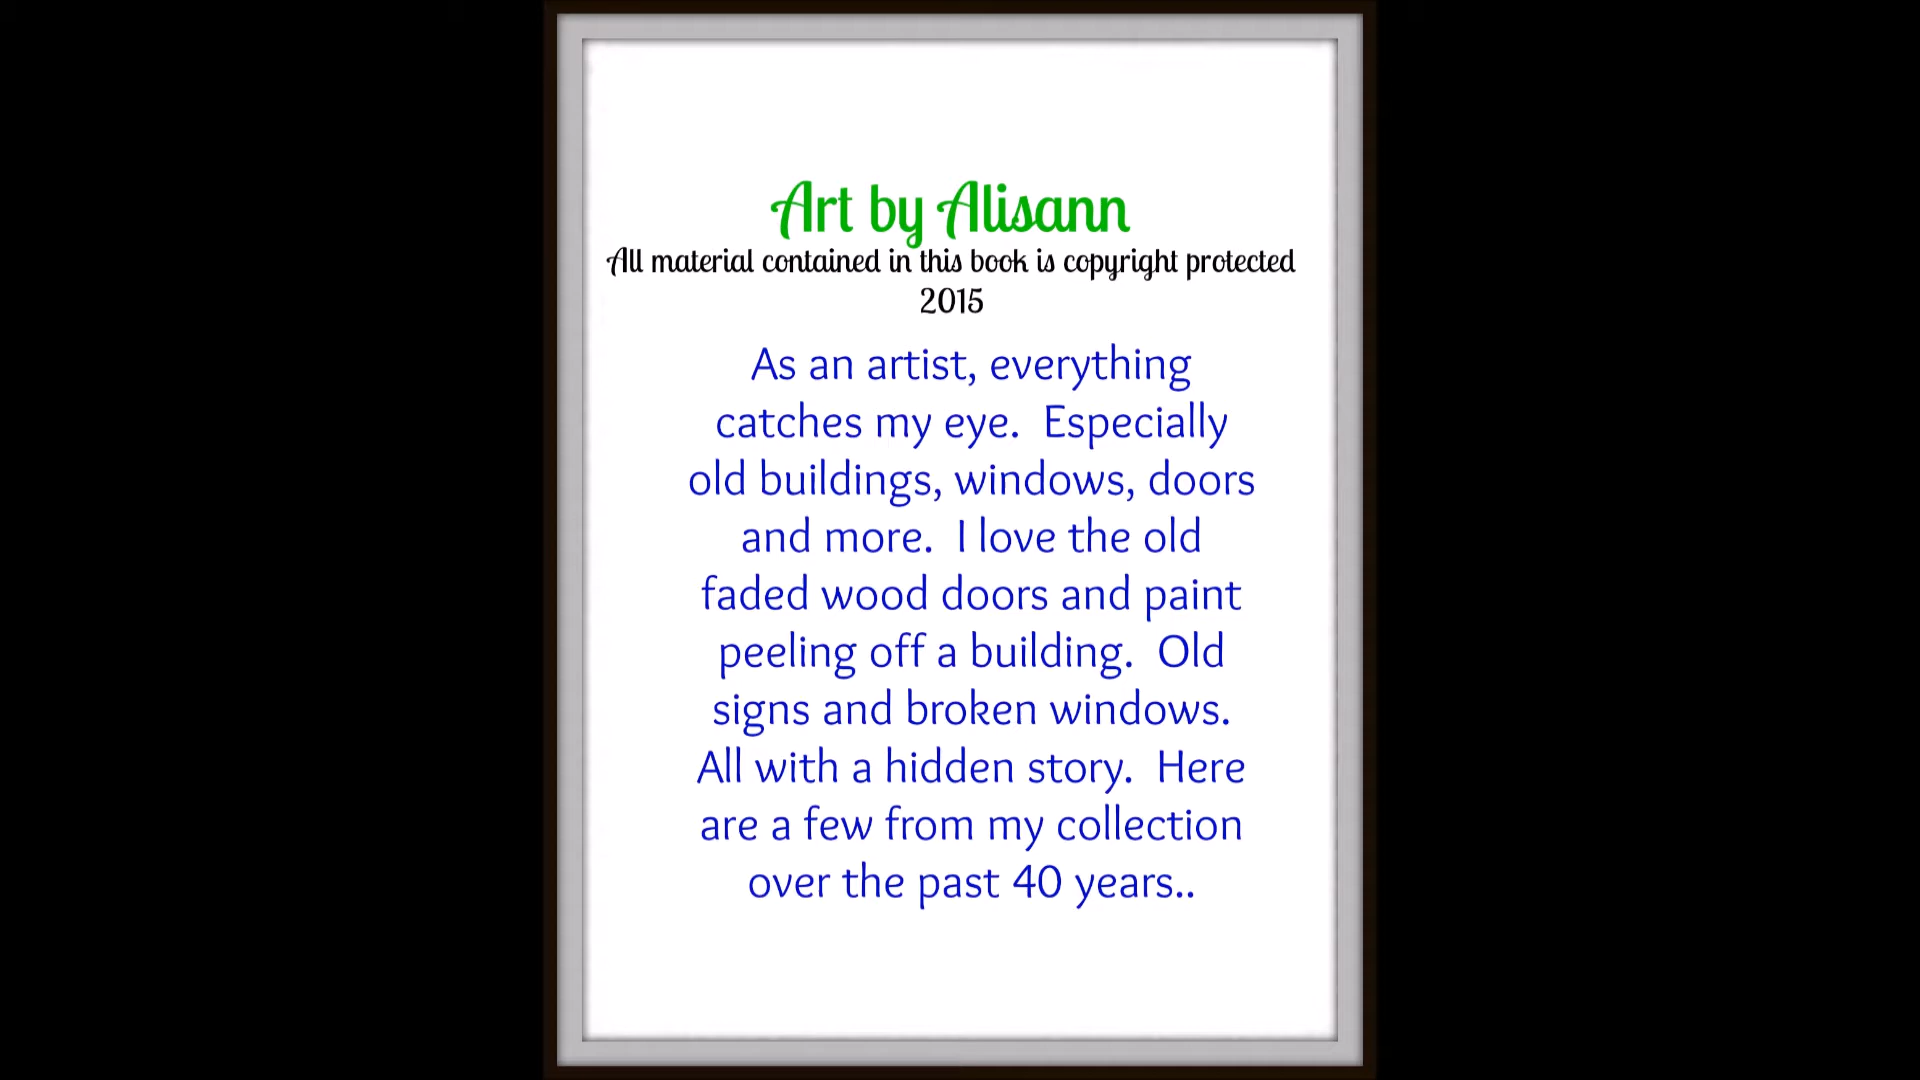 Art by Alisann
All material contained in this book is copyright protected
2015
As an artist, everything
catches my eye.  Especially
old buildings, windows, doors
and more.  I love the old
faded wood doors and paint
peeling off a building.  Old
signs and broken windows.
All with a hidden story.  Here
are a few from my collection
over the past 40 years..